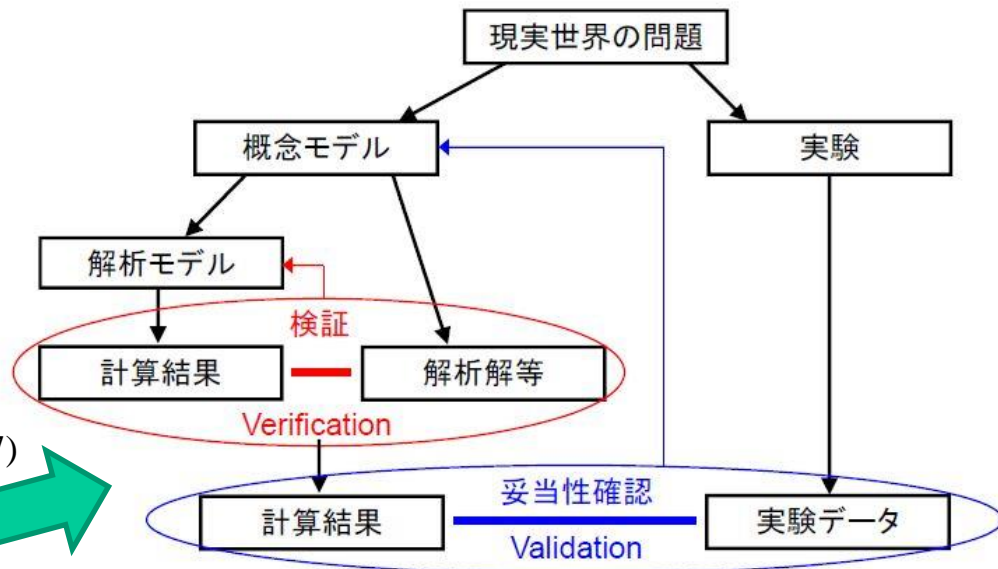 現実世界の問題
概念モデル
実験
解析モデル
検証
計算結果
解析解等
Verification
)
妥当性確認
計算結果
実験データ
Validation